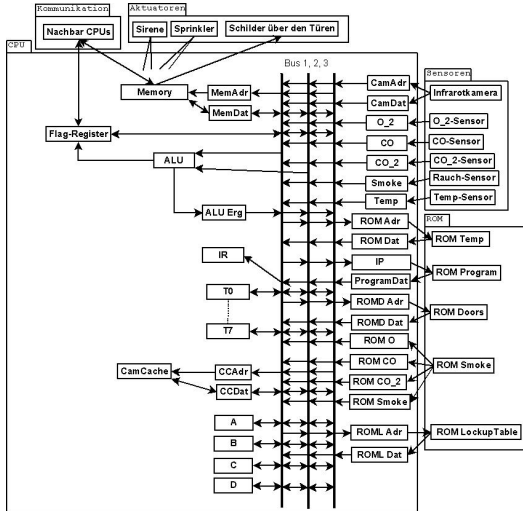 Kommunikation
Aktuatoren
Nachbar CPUs
Sirene
Sprinkler
Schilder über den Türen
CPU
Bus 1, 2, 3
Sensoren
Memory
MemAdr
MemDat
CamAdr
CamDat
Infrarotkamera
Flag-Register
O_2
O_2-Sensor
CO
CO-Sensor
ALU
CO_2
CO_2-Sensor
Smoke
Rauch-Sensor
Temp
Temp-Sensor
ALU Erg
ROM Adr
ROM
ROM Dat
ROM Temp
IR
IP
ProgramDat
ROM Program
T0
ROMD Adr
ROM Doors
T7
ROMD Dat
ROM O
CamCache
CCAdr
ROM CO
ROM Smoke
CCDat
ROM CO_2
ROM Smoke
A
ROML Adr
ROM LockupTable
B
ROML Dat
C
D